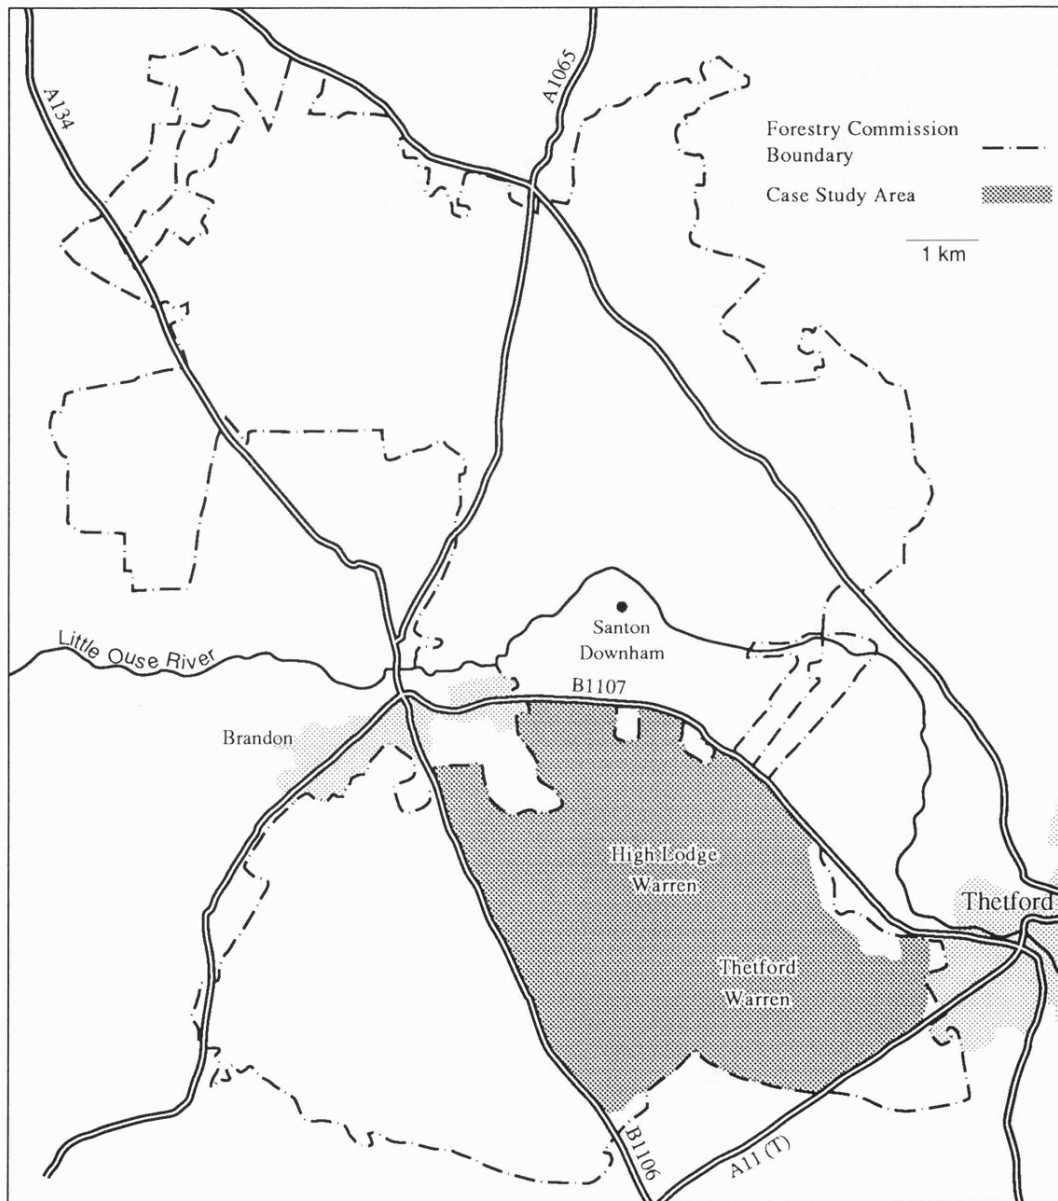 A134
A1065
Forestry Commission
Boundary
Case Study Area
1 km
Little Ouse River
Santon
Downham
B1107
Brandon
High Lodge
Warren
Thetford
Thetford
Warren
B1106
A11 (T)